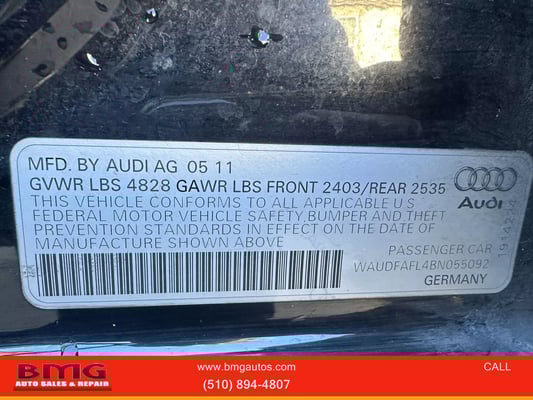 MFD. BY AUDI AG 05 11
GVWR LBS 4828 GAWR LBS FRONT 2403/REAR 2535
THIS VEHICLE CONFORMS TO ALL APPLICABLE U S
FEDERAL MOTOR VEHICLE SAFETY, BUMPER AND THEFT
PREVENTION STANDARDS IN EFFECT ON THE DATE OF
MANUFACTURE SHOWN ABOVE
Audi
PASSENGER CAR
WAUDFAFL4BN055092
GERMANY
BMG
AUTO SALES & REPAIR
www.bmgautos.com
(510) 894-4807
CALL